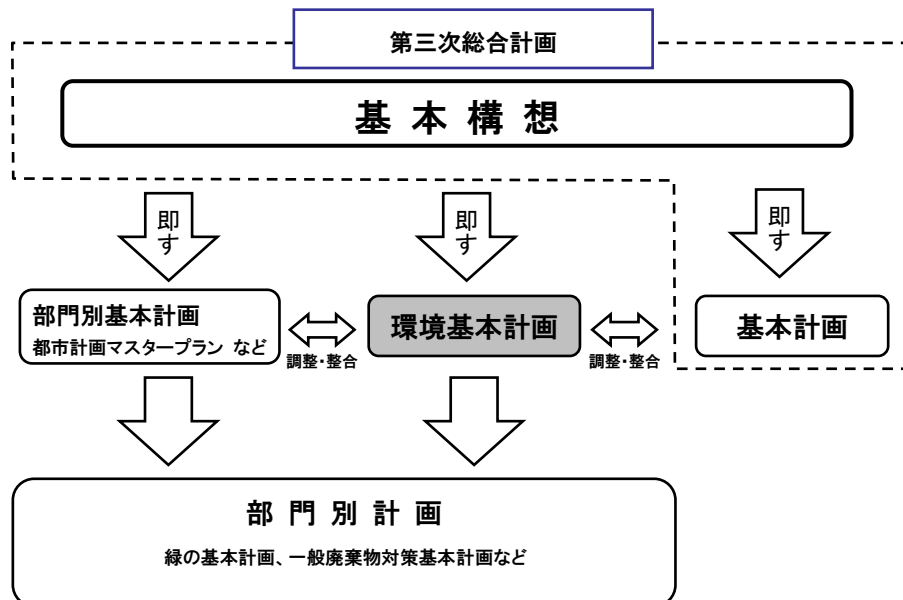 第三次総合計画
基本構想
即す
即す
即す
部門別基本計画
都市計画マスタープラン など
調整・整合
環境基本計画
調整・整合
基本計画
部門別計画
緑の基本計画、一般廃棄物対策基本計画など